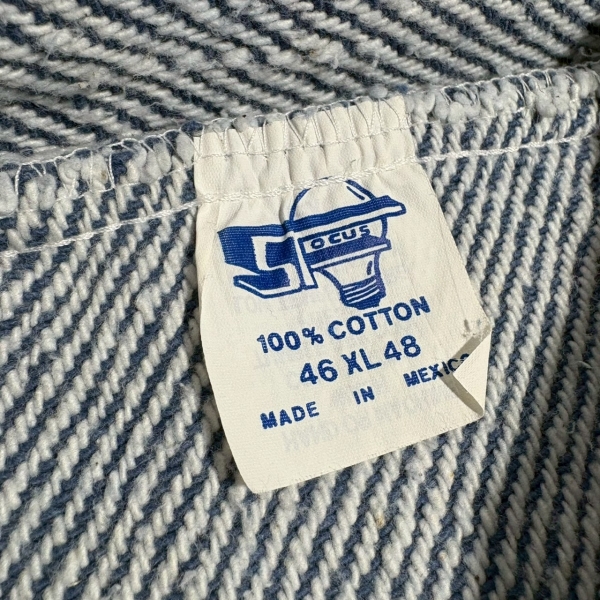 FOCUS
100% COTTON
46 XL 48
MADE IN MEXICO